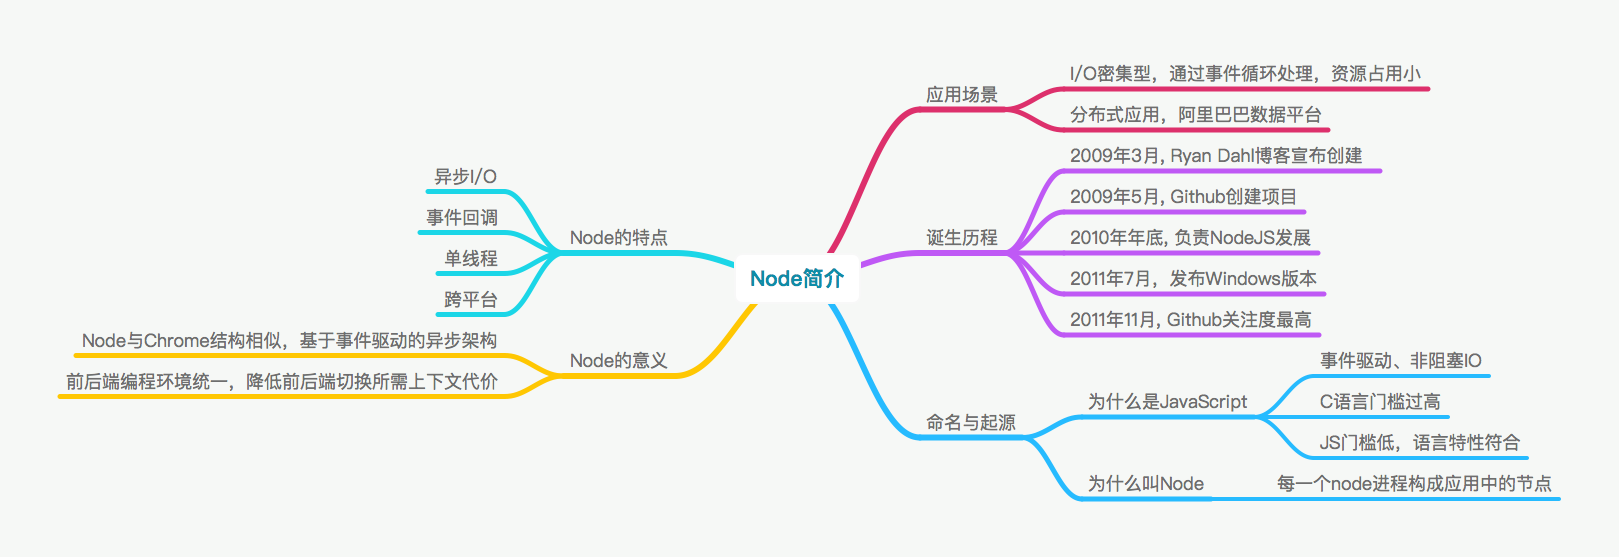 Node简介
应用场景
I/O密集型，通过事件循环处理，资源占用小
分布式应用，阿里巴巴数据平台
诞生历程
2009年3月, Ryan Dahl博客宣布创建
2009年5月, Github创建项目
2010年年底, 负责NodeJS发展
2011年7月，发布Windows版本
2011年11月, Github关注度最高
命名与起源
为什么是JavaScript
事件驱动、非阻塞IO
C语言门槛过高
JS门槛低，语言特性符合
为什么叫Node
每一个node进程构成应用中的节点
Node的特点
异步I/O
事件回调
单线程
跨平台
Node的意义
Node与Chrome结构相似，基于事件驱动的异步架构
前后端编程环境统一，降低前后端切换所需上下文代价